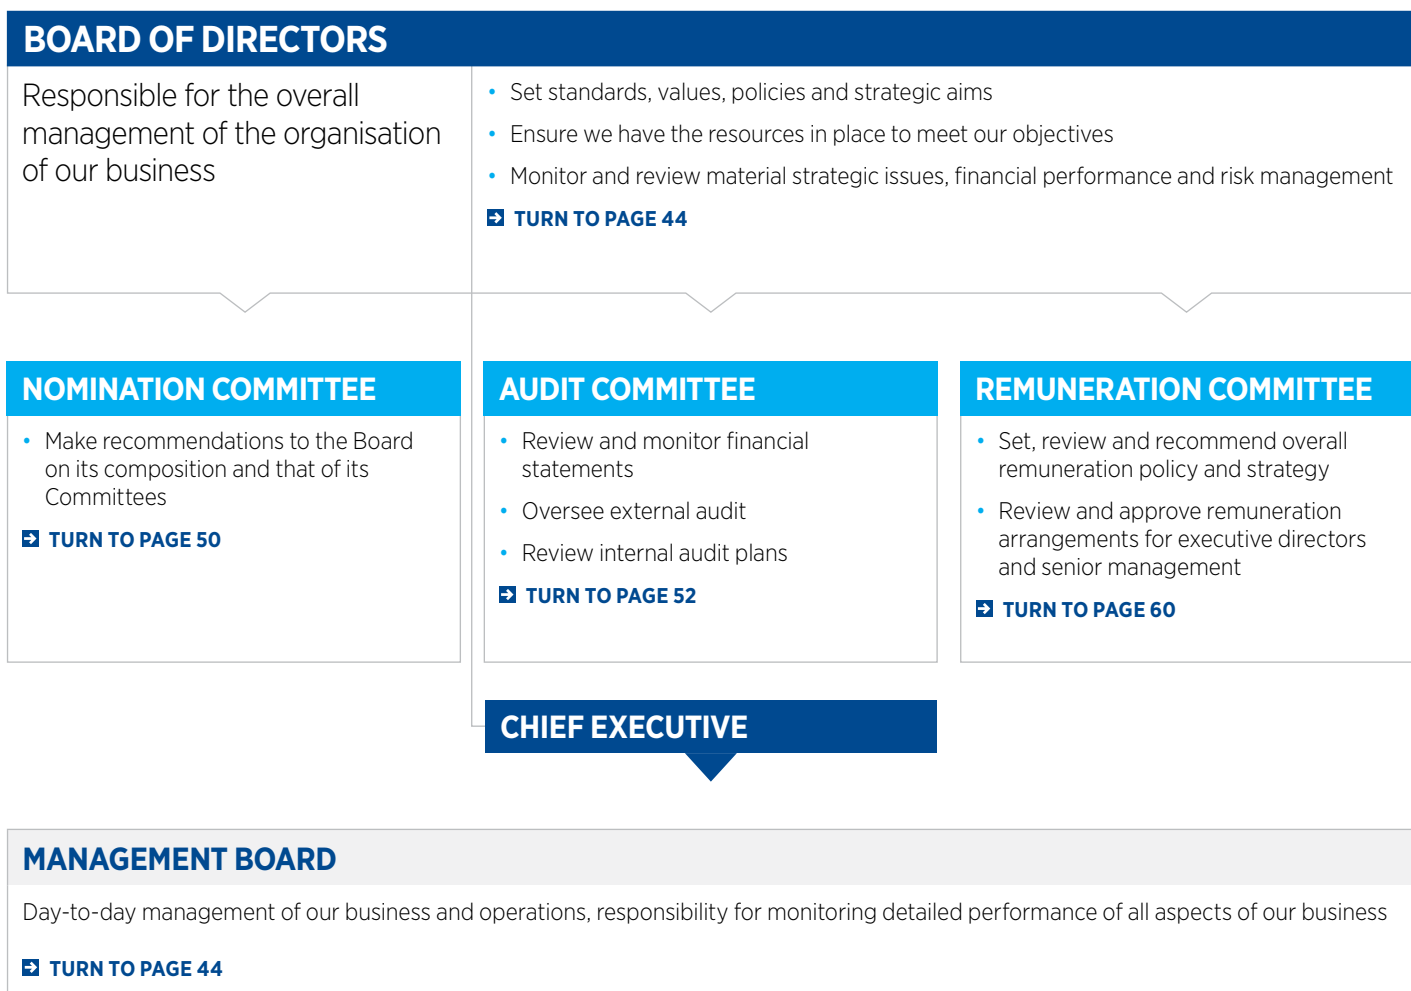 BOARD OF DIRECTORS
Responsible for the overall
management of the organisation
of our business
• Set standards, values, policies and strategic aims
• Ensure we have the resources in place to meet our objectives
• Monitor and review material strategic issues, financial performance and risk management
TURN TO PAGE 44
NOMINATION COMMITTEE
• Make recommendations to the Board
on its composition and that of its
Committees
TURN TO PAGE 50
AUDIT COMMITTEE
• Review and monitor financial
statements
• Oversee external audit
• Review internal audit plans
TURN TO PAGE 52
REMUNERATION COMMITTEE
• Set, review and recommend overall
remuneration policy and strategy
• Review and approve remuneration
arrangements for executive directors
and senior management
TURN TO PAGE 60
CHIEF EXECUTIVE
MANAGEMENT BOARD
Day-to-day management of our business and operations, responsibility for monitoring detailed performance of all aspects of our business
TURN TO PAGE 44